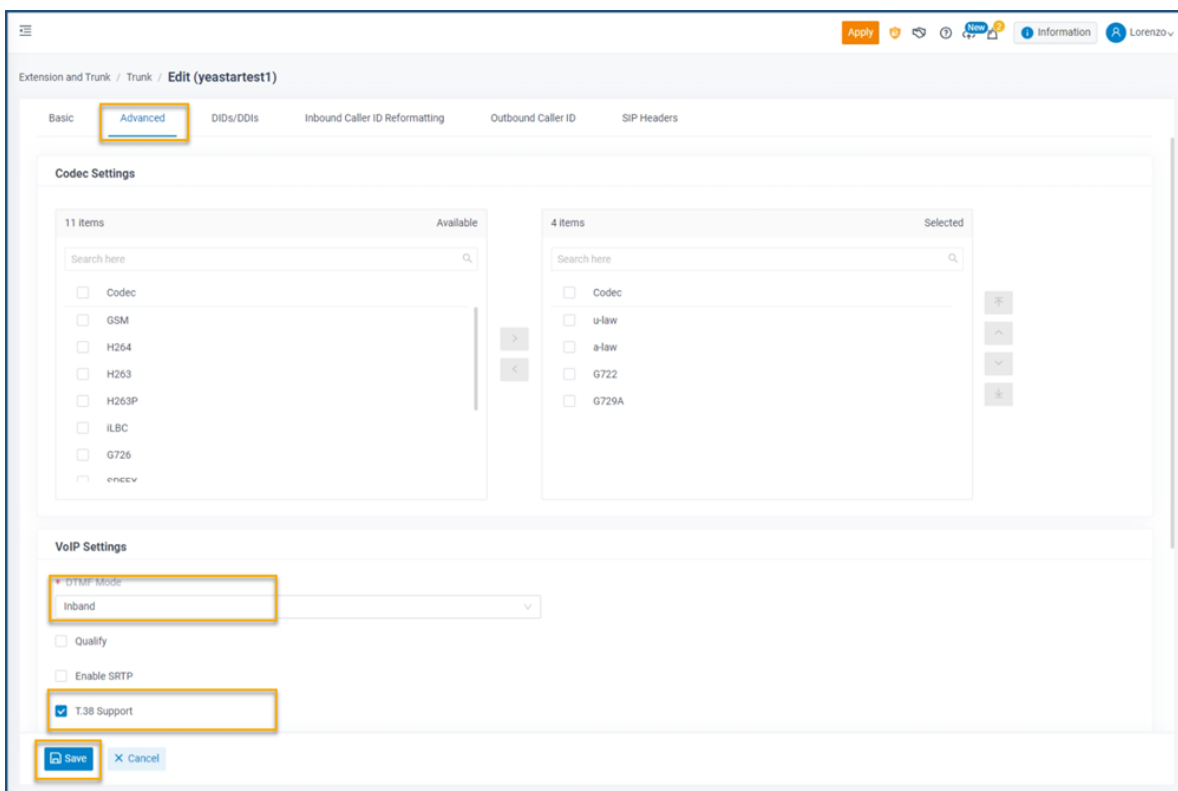 Apply
New
2
Information
Lorenzo
Extension and Trunk / Trunk / Edit (yeastartest1)
Basic
Advanced
DIDs/DDIs
Inbound Caller ID Reformatting
Outbound Caller ID
SIP Headers
Codec Settings
11 items
Available
4 items
Selected
Search here
Search here
Codec
Codec
GSM
u-law
H264
a-law
H263
G722
H263P
G729A
iLBC
G726
SPEEX
VoIP Settings
* DTMF Mode
Inband
Qualify
Enable SRTP
T.38 Support
Save
Cancel